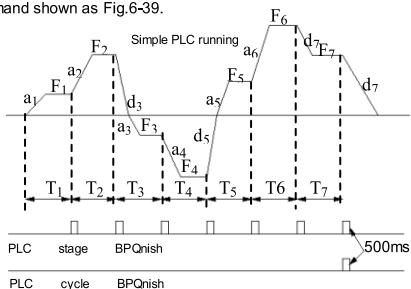 mand shown as Fig.6-39.
F6
Simple PLC running
F2
a6
d7
F7
a2
F5
d7
F1
a1
d3
a5
a3
F3
d5
a4
F4
T1 T2 T3 T4 T5 T6 T7
500ms
PLC stage BPQnish
PLC cycle BPQnish